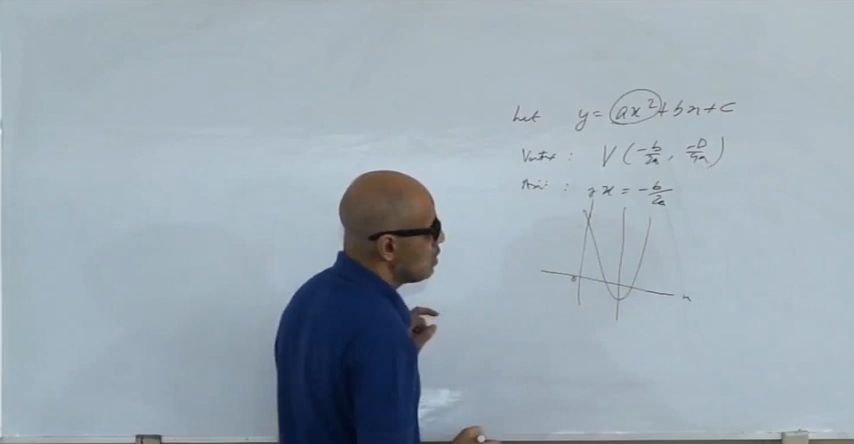 Let y = ax² + bx + c
Vertex : V (-b/2a, -D/4a)
Axis : x = -b/2a
y
o
x